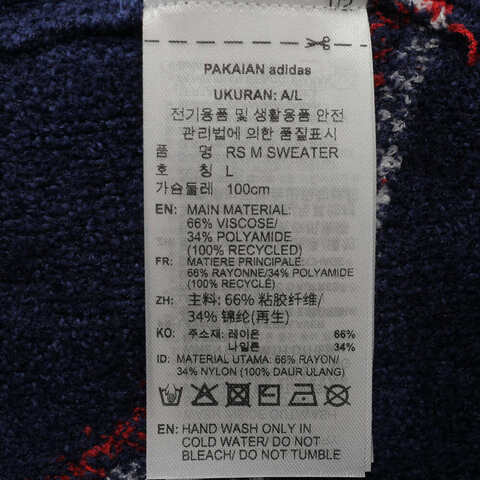 1/2
PAKAIAN adidas
UKURAN: A/L
전기용품 및 생활용품 안전
관리법에 의한 품질표시
품 명 RS M SWEATER
호 칭 L
가슴둘레 100cm
EN: MAIN MATERIAL:
66% VISCOSE/
34% POLYAMIDE
(100% RECYCLED)
FR: MATIERE PRINCIPALE:
66% RAYONNE/34% POLYAMIDE
(100% RECYCLÉ)
ZH: 主料: 66% 粘胶纤维/
34% 锦纶(再生)
KO: 주소재: 레이온 66%
나일론 34%
ID: MATERIAL UTAMA: 66% RAYON/
34% NYLON (100% DAUR ULANG)
EN: HAND WASH ONLY IN
COLD WATER/ DO NOT
BLEACH/ DO NOT TUMBLE